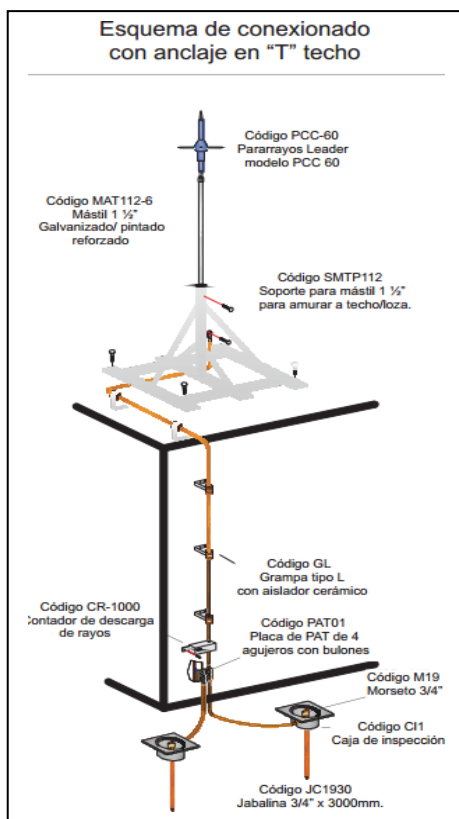 Esquema de conexionado
con anclaje en “T” techo
Código PCC-60
Pararrayos Leader
modelo PCC 60
Código MAT112-6
Mástil 1 ½”
Galvanizado/ pintado
reforzado
Código SMTP112
Soporte para mástil 1 ½”
para amurar a techo/loza.
Código GL
Grampa tipo L
con aislador cerámico
Código CR-1000
Contador de descarga
de rayos
Código PAT01
Placa de PAT de 4
agujeros con bulones
Código M19
Morseto 3/4”
Código CI1
Caja de inspección
Código JC1930
Jabalina 3/4” x 3000mm.